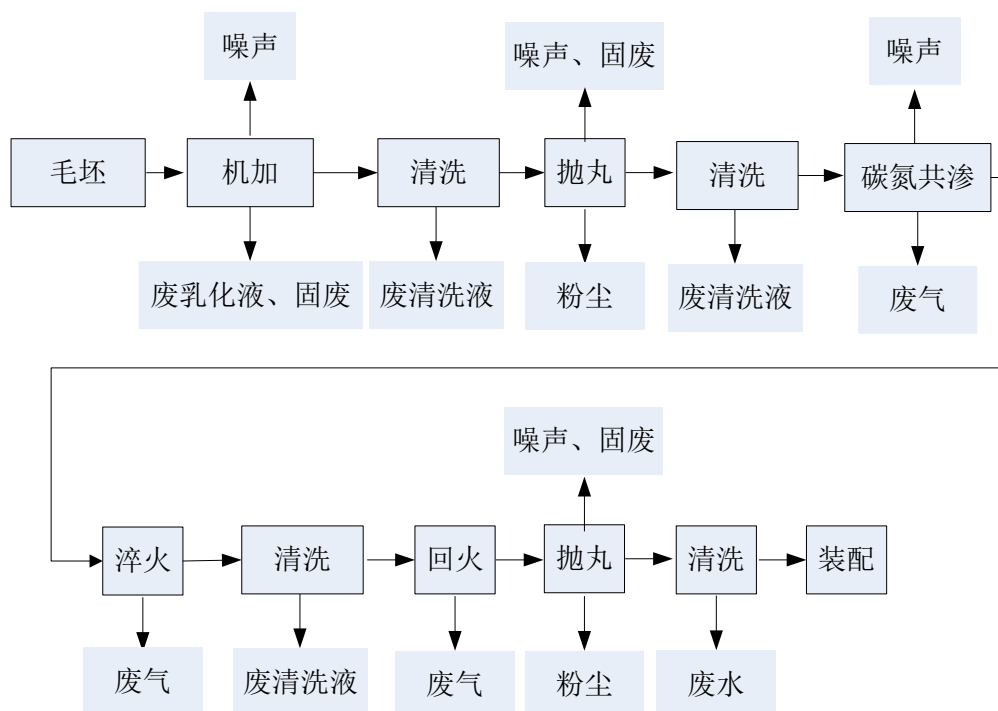 噪声
噪声、固废
噪声
毛坯
机加
清洗
抛丸
清洗
碳氮共渗
废乳化液、固废
废清洗液
粉尘
废清洗液
废气
噪声、固废
淬火
清洗
回火
抛丸
清洗
装配
废气
废清洗液
废气
粉尘
废水